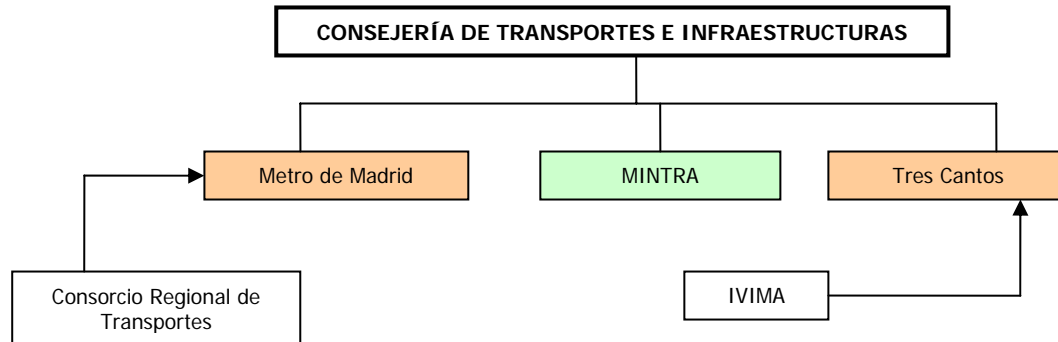 CONSEJERÍA DE TRANSPORTES E INFRAESTRUCTURAS
Metro de Madrid
MINTRA
Tres Cantos
Consorcio Regional de
Transportes
IVIMA